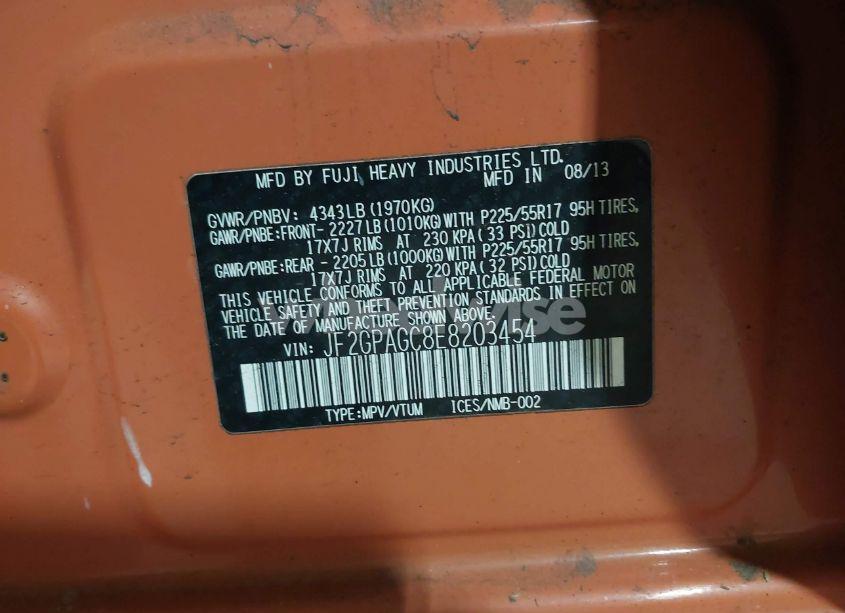 MFD BY FUJI HEAVY INDUSTRIES LTD.
MFD IN 08/13
GVWR/PNBV: 4343LB (1970KG)
GAWR/PNBE:FRONT- 2227LB (1010KG) WITH P225/55R17 95H TIRES,
17X7J RIMS AT 230 KPA( 33 PSI) COLD
GAWR/PNBE:REAR - 2205LB (1000KG) WITH P225/55R17 95H TIRES,
17X7J RIMS AT 220 KPA( 32 PSI) COLD
THIS VEHICLE CONFORMS TO ALL APPLICABLE FEDERAL MOTOR
VEHICLE SAFETY AND THEFT PREVENTION STANDARDS IN EFFECT ON
THE DATE OF MANUFACTURE SHOWN ABOVE.
VIN: JF2GPAGC8E8203454
TYPE:MPV/VTUM ICES/NMB-002